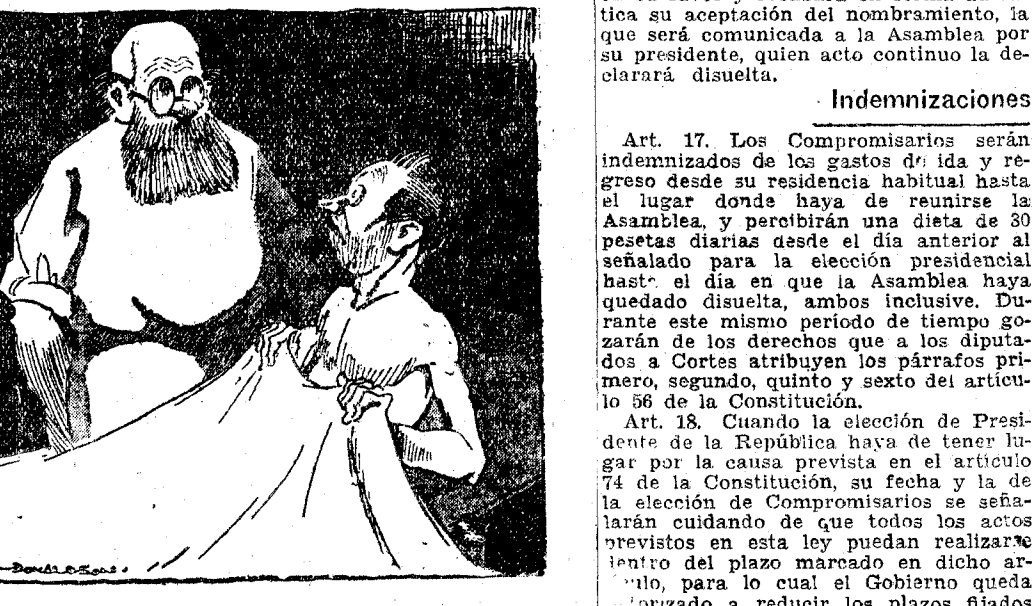 DONALDSONS.
tica su aceptación del nombramiento, la
que será comunicada a la Asamblea por
su presidente, quien acto continuo la de-
clarará disuelta.
Indemnizaciones
Art. 17. Los Compromisarios serán
indemnizados de los gastos de ida y re-
greso desde su residencia habitual hasta
el lugar donde haya de reunirse la
Asamblea, y percibirán una dieta de 30
pesetas diarias desde el día anterior al
señalado para la elección presidencial
hasta el día en que la Asamblea haya
quedado disuelta, ambos inclusive. Du-
rante este mismo período de tiempo go-
zarán de los derechos que a los diputa-
dos a Cortes atribuyen los párrafos pri-
mero, segundo, quinto y sexto del artícu-
lo 56 de la Constitución.
Art. 18. Cuando la elección de Presi-
dente de la República haya de tener lu-
gar por la causa prevista en el artículo
74 de la Constitución, su fecha y la de
la elección de Compromisarios se seña-
larán cuidando de que todos los actos
previstos en esta ley puedan realizarse
dentro del plazo marcado en dicho ar-
para lo cual el Gobierno queda
a reducir los plazos fijados